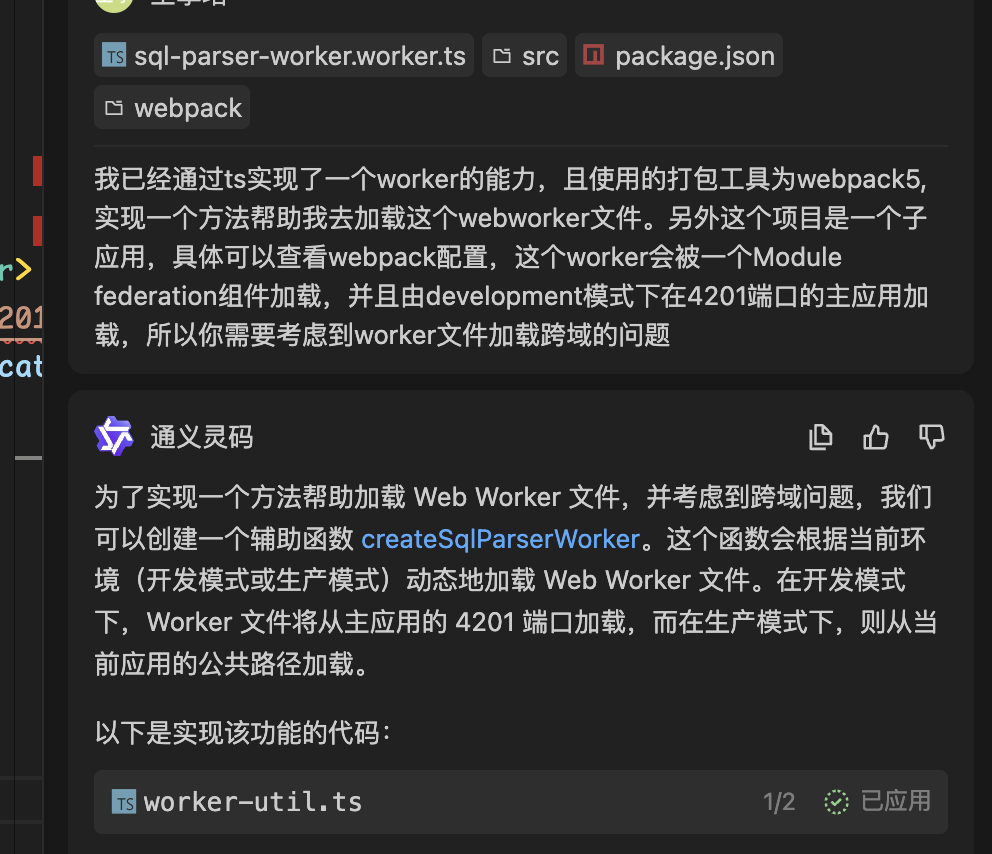 sql-parser-worker.worker.ts src package.json
webpack
我已经通过ts实现了一个worker的能力，且使用的打包工具为webpack5,
实现一个方法帮助我去加载这个webworker文件。另外这个项目是一个子
应用，具体可以查看webpack配置，这个worker会被一个Module
federation组件加载，并且由development模式下在4201端口的主应用加
载，所以你需要考虑到worker文件加载跨域的问题
r>
201
cat
通义灵码
为了实现一个方法帮助加载 Web Worker 文件，并考虑到跨域问题，我们
可以创建一个辅助函数 createSqlParserWorker。这个函数会根据当前环
境（开发模式或生产模式）动态地加载 Web Worker 文件。在开发模式
下，Worker 文件将从主应用的 4201 端口加载，而在生产模式下，则从当
前应用的公共路径加载。
以下是实现该功能的代码：
TS worker-util.ts 1/2 已应用